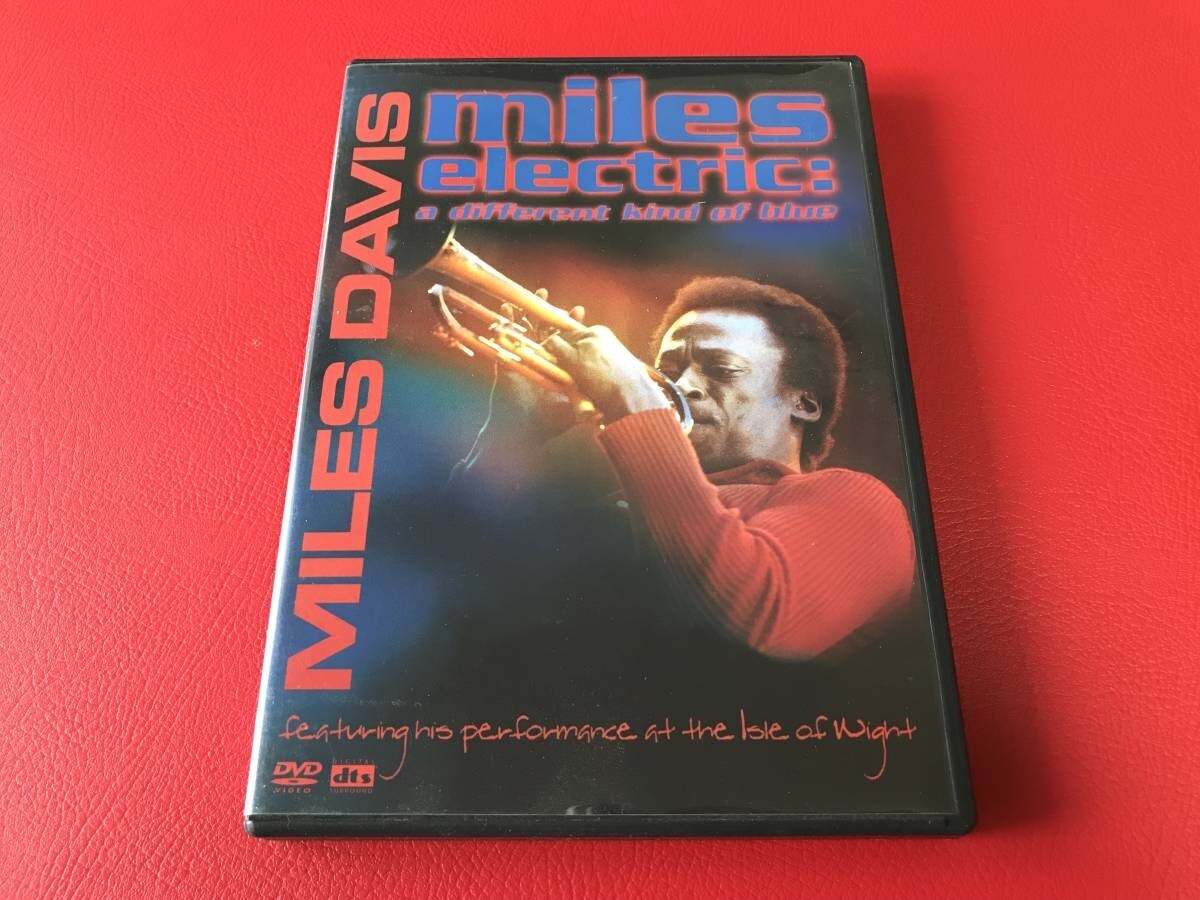 MILES DAVIS
miles
electric:
a different kind of blue
featuring his performance at the Isle of Wight
DVD
VIDEO
DIGITAL
dts
SURROUND